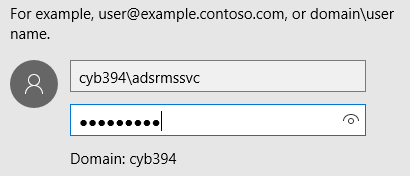 For example, user@example.contoso.com, or domain\user
name.
cyb394\adsrmssvc
●●●●●●●●●
Domain: cyb394